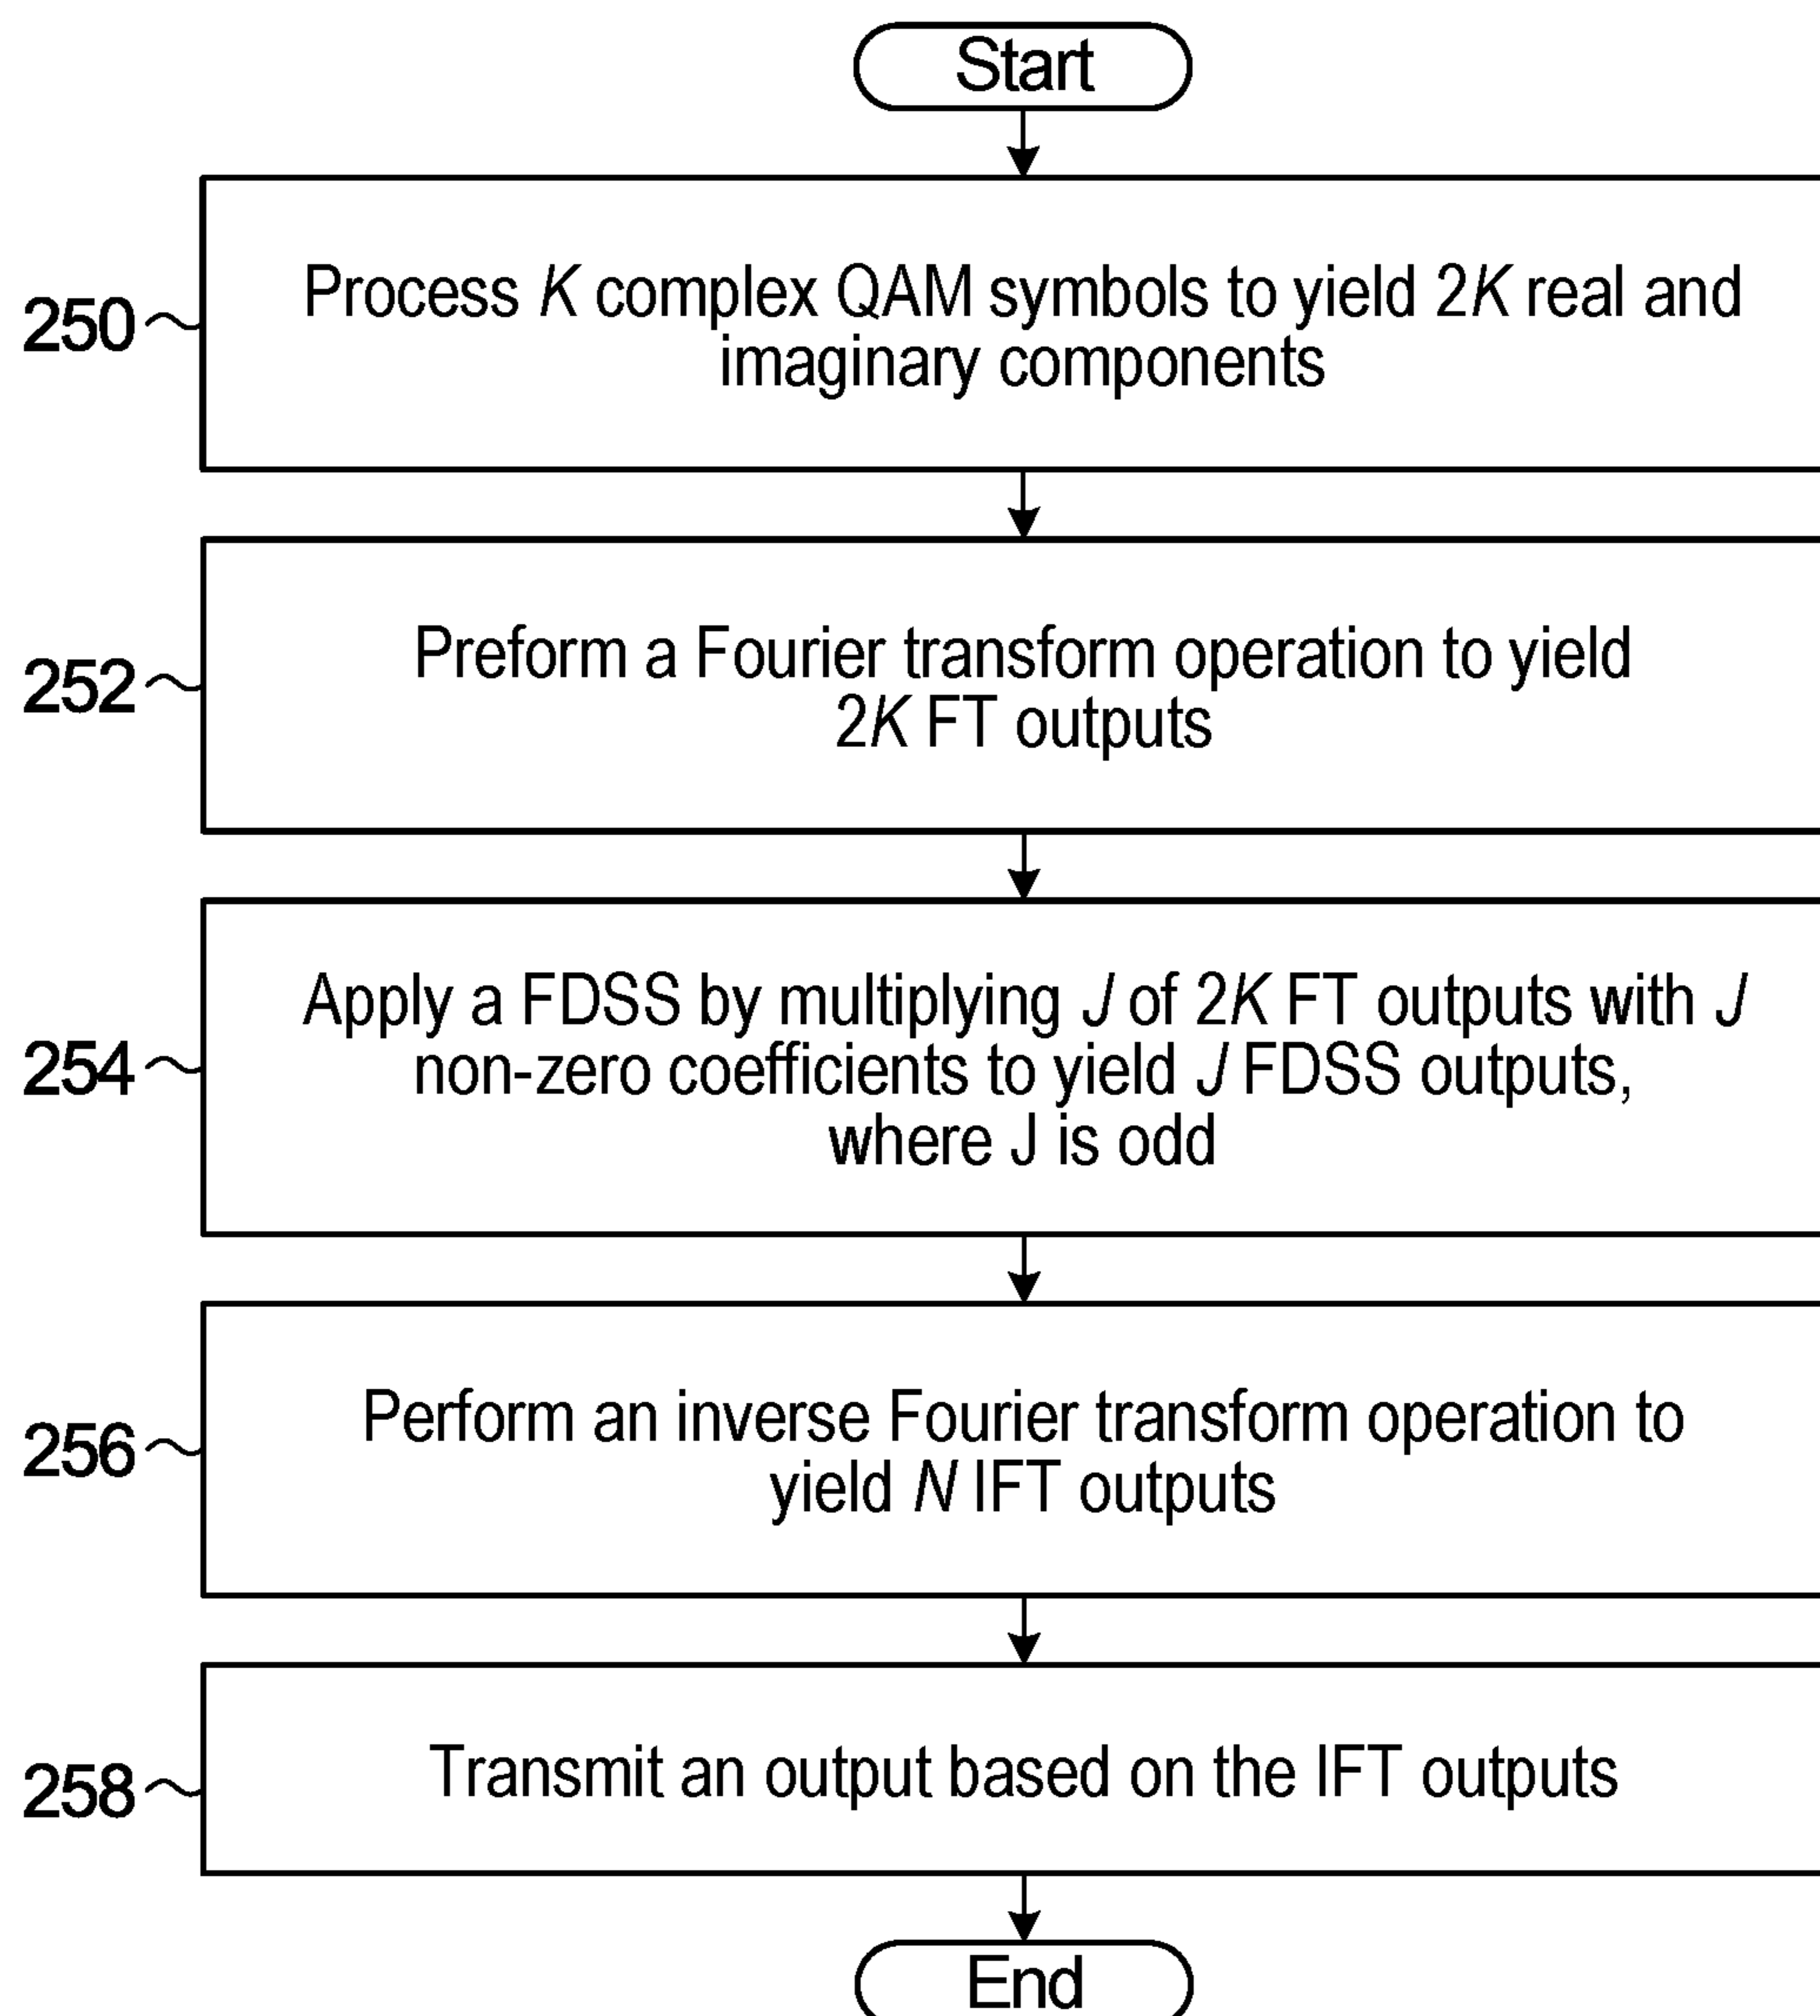 Start
250
Process K complex QAM symbols to yield 2K real and
imaginary components
252
Preform a Fourier transform operation to yield
2K FT outputs
254
Apply a FDSS by multiplying J of 2K FT outputs with J
non-zero coefficients to yield J FDSS outputs,
where J is odd
256
Perform an inverse Fourier transform operation to
yield N IFT outputs
258
Transmit an output based on the IFT outputs
End